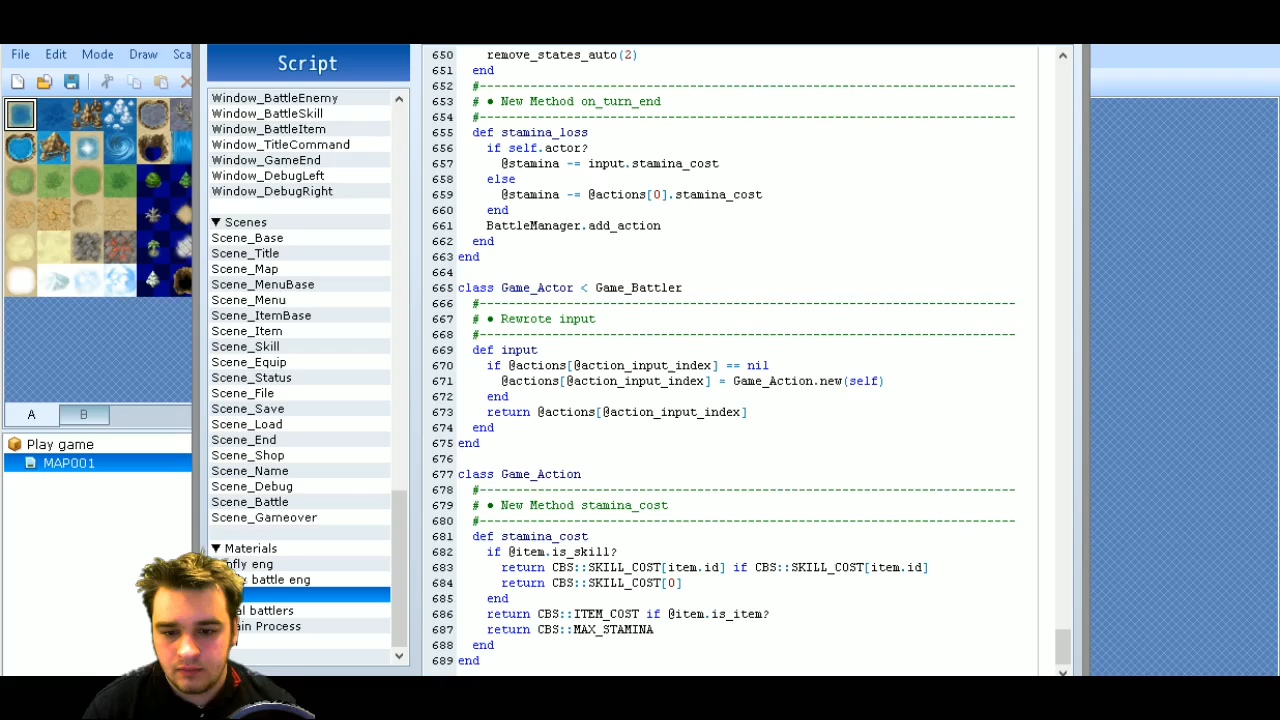 File Edit Mode Draw Sca
A B
Play game
MAP001
Script
Window_BattleEnemy
Window_BattleSkill
Window_BattleItem
Window_TitleCommand
Window_GameEnd
Window_DebugLeft
Window_DebugRight
▼ Scenes
Scene_Base
Scene_Title
Scene_Map
Scene_MenuBase
Scene_Menu
Scene_ItemBase
Scene_Item
Scene_Skill
Scene_Equip
Scene_Status
Scene_File
Scene_Save
Scene_Load
Scene_End
Scene_Shop
Scene_Name
Scene_Debug
Scene_Battle
Scene_Gameover
▼ Materials
nfly eng
battle eng
al battlers
ain Process
650 remove_states_auto(2)
651 end
652 #---------------------------------------------------------------------------
653 # ● New Method on_turn_end
654 #---------------------------------------------------------------------------
655 def stamina_loss
656 if self.actor?
657 @stamina -= input.stamina_cost
658 else
659 @stamina -= @actions[0].stamina_cost
660 end
661 BattleManager.add_action
662 end
663 end
664
665 class Game_Actor < Game_Battler
666 #---------------------------------------------------------------------------
667 # ● Rewrote input
668 #---------------------------------------------------------------------------
669 def input
670 if @actions[@action_input_index] == nil
671 @actions[@action_input_index] = Game_Action.new(self)
672 end
673 return @actions[@action_input_index]
674 end
675 end
676
677 class Game_Action
678 #---------------------------------------------------------------------------
679 # ● New Method stamina_cost
680 #---------------------------------------------------------------------------
681 def stamina_cost
682 if @item.is_skill?
683 return CBS::SKILL_COST[item.id] if CBS::SKILL_COST[item.id]
684 return CBS::SKILL_COST[0]
685 end
686 return CBS::ITEM_COST if @item.is_item?
687 return CBS::MAX_STAMINA
688 end
689 end